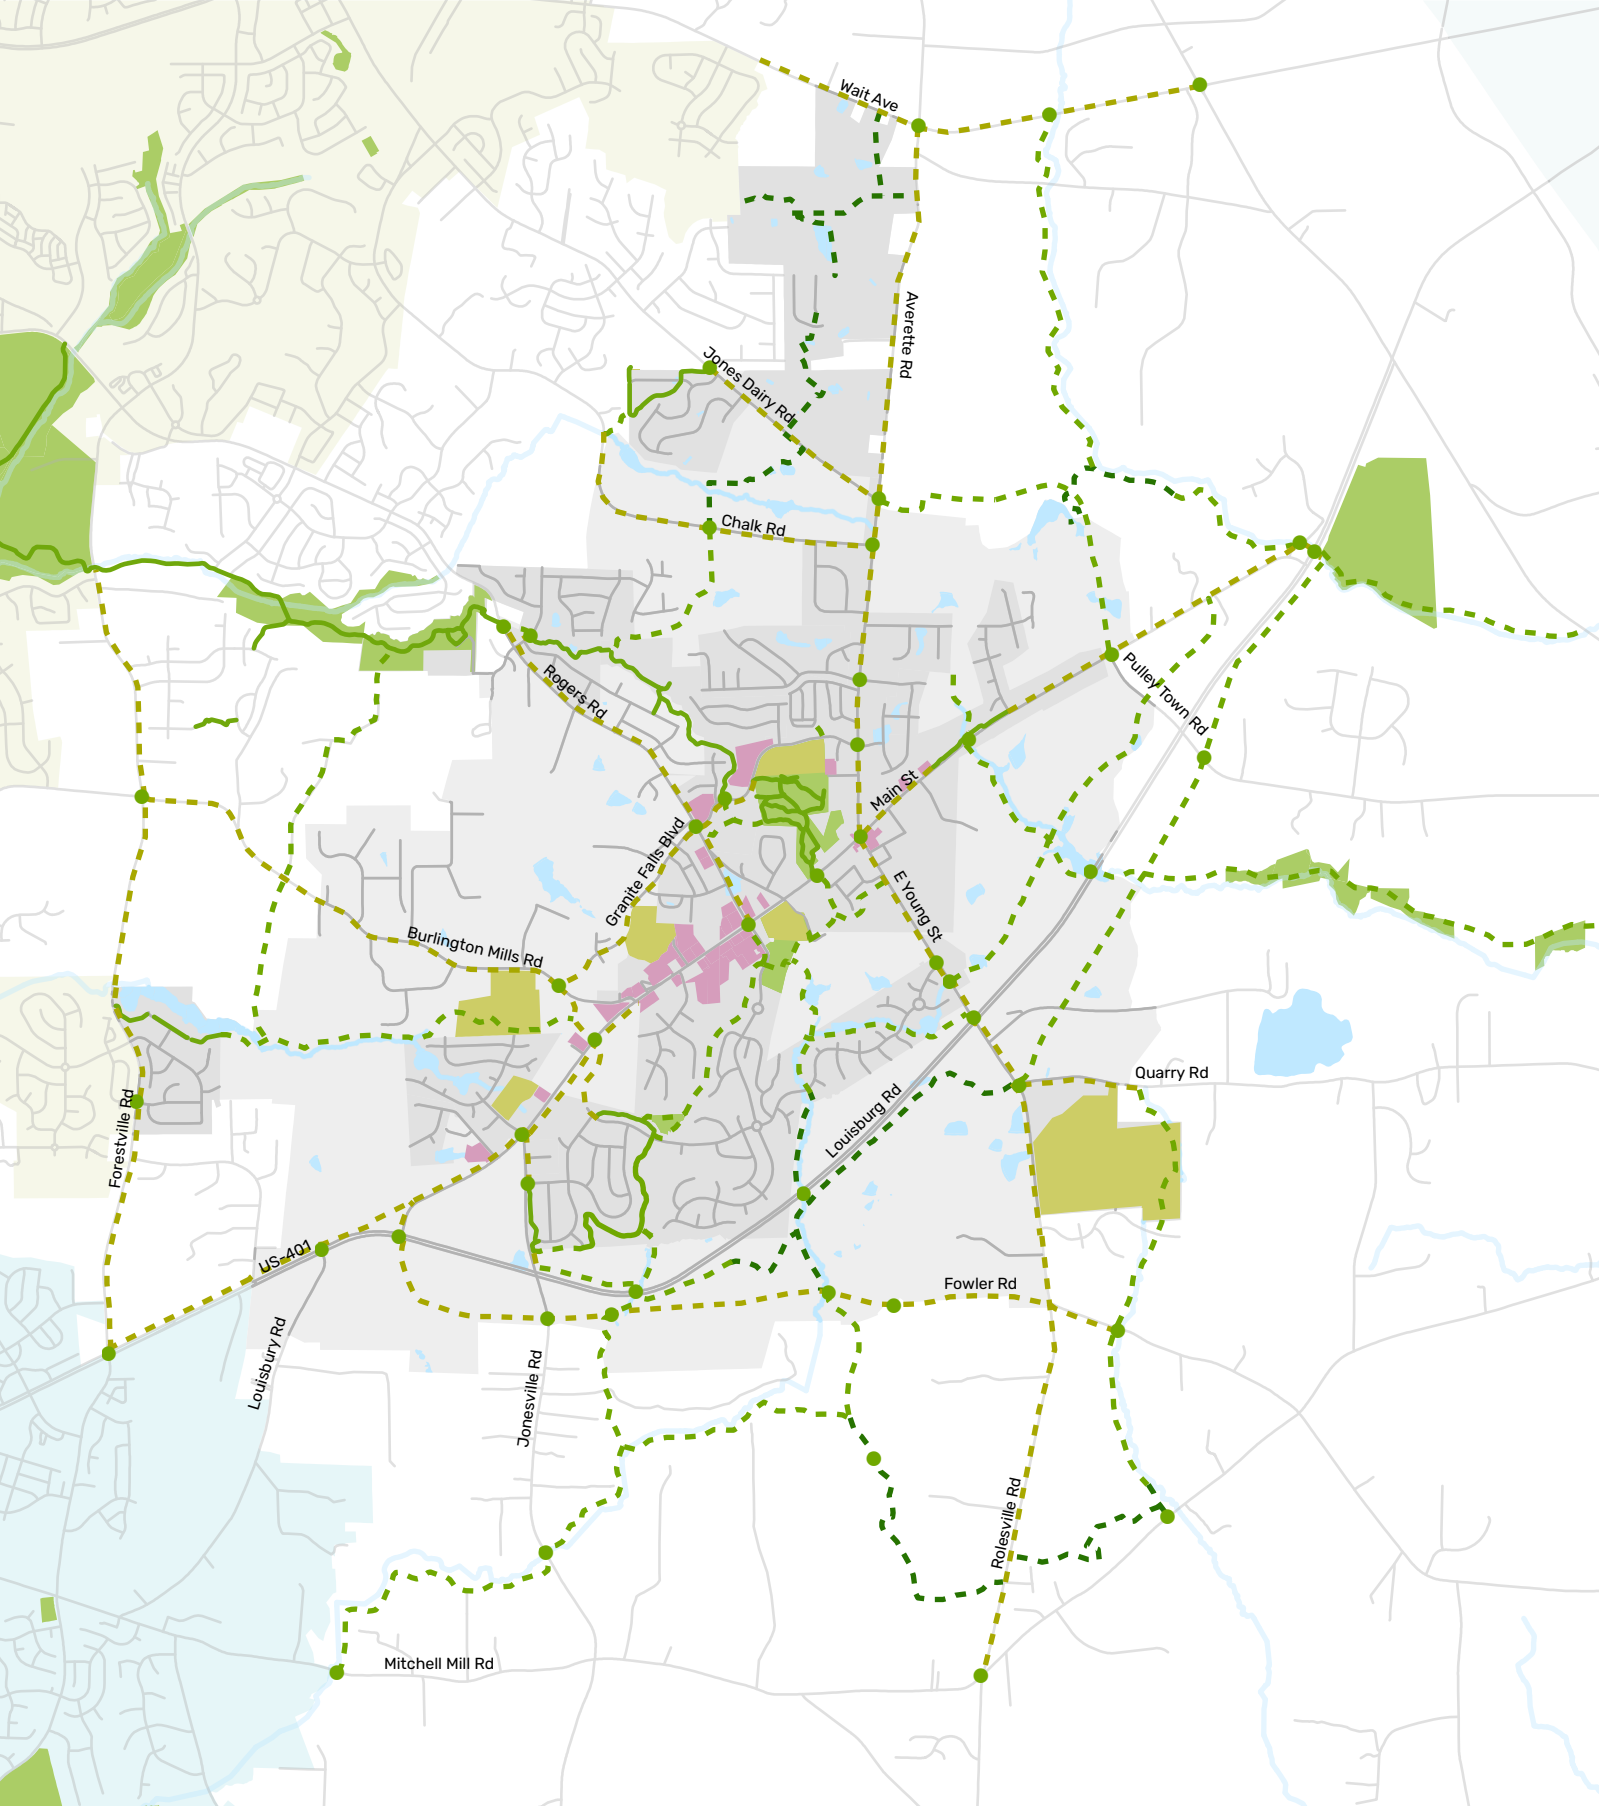 Wait Ave
Averette Rd
Jones Dairy Rd
Chalk Rd
Rogers Rd
Pulley Town Rd
Main St
Granite Falls Blvd
E Young St
Burlington Mills Rd
Quarry Rd
Forestville Rd
Louisburg Rd
US-401
Fowler Rd
Louisbury Rd
Jonesville Rd
Rolesville Rd
Mitchell Mill Rd